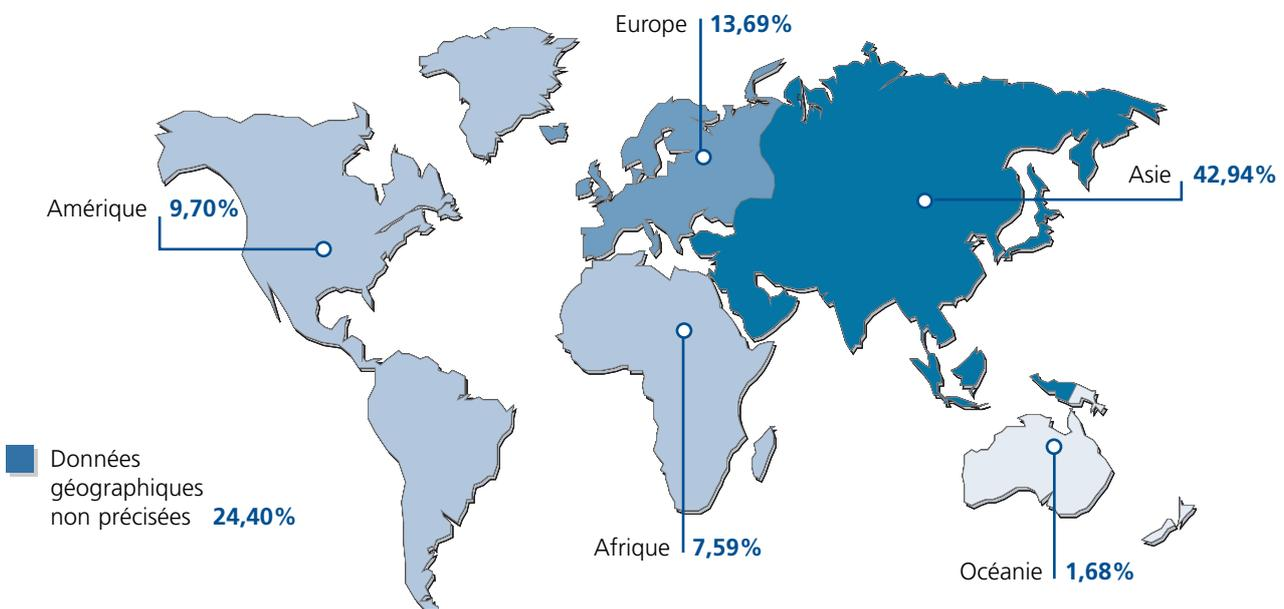 Europe 13,69%
Asie 42,94%
Amérique 9,70%
Données
géographiques
non précisées 24,40%
Afrique 7,59%
Océanie 1,68%